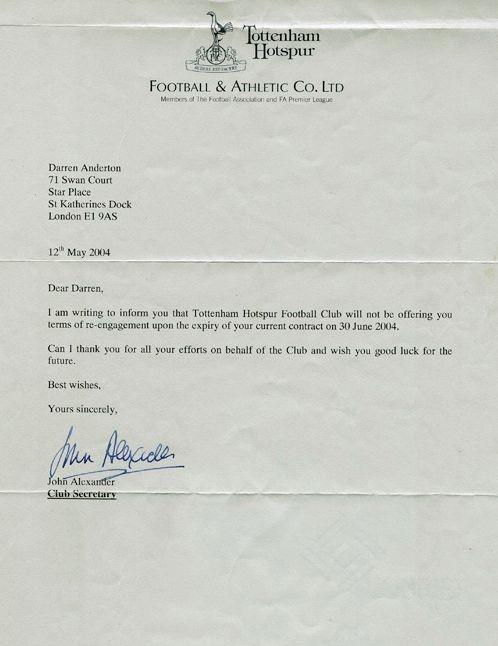 Tottenham
Hotspur
FOOTBALL & ATHLETIC CO. LTD
Members of The Football Association and FA Premier League
Darren Anderton
71 Swan Court
Star Place
St Katherines Dock
London E1 9AS
12th May 2004
Dear Darren,
I am writing to inform you that Tottenham Hotspur Football Club will not be offering you
terms of re-engagement upon the expiry of your current contract on 30 June 2004.
Can I thank you for all your efforts on behalf of the Club and wish you good luck for the
future.
Best wishes,
Yours sincerely,
John Alexander
John Alexander
Club Secretary